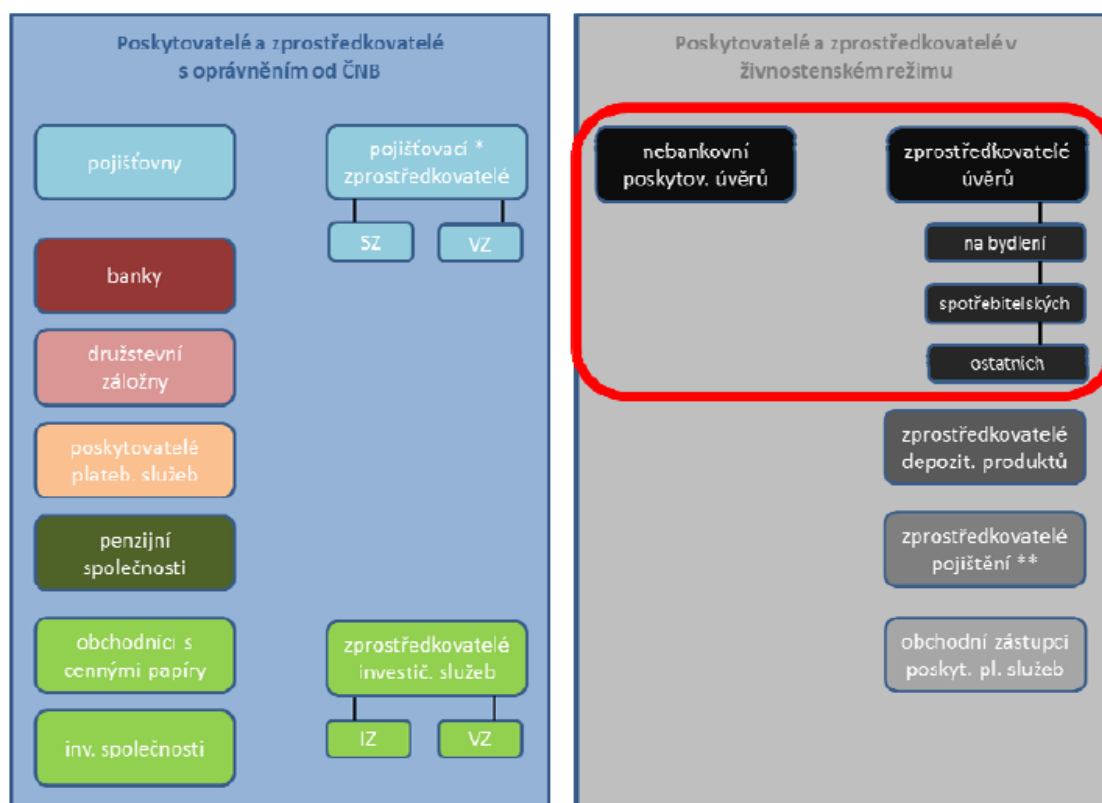 Poskytovatelé a zprostředkovatelé
s oprávněním od ČNB
pojišťovny
pojišťovací *
zprostředkovatelé
SZ
VZ
banky
družstevní
záložny
poskytovatelé
plateb. služeb
penzijní
společnosti
obchodníci s
cennými papíry
zprostředkovatelé
investič. služeb
IZ
VZ
inv. společnosti
Poskytovatelé a zprostředkovatelé v
živnostenském režimu
nebankovní
poskytov. úvěrů
zprostředkovatelé
úvěrů
na bydlení
spotřebitelských
ostatních
zprostředkovatelé
depozit. produktů
zprostředkovatelé
pojištění **
obchodní zástupci
poskyt. pl. služeb